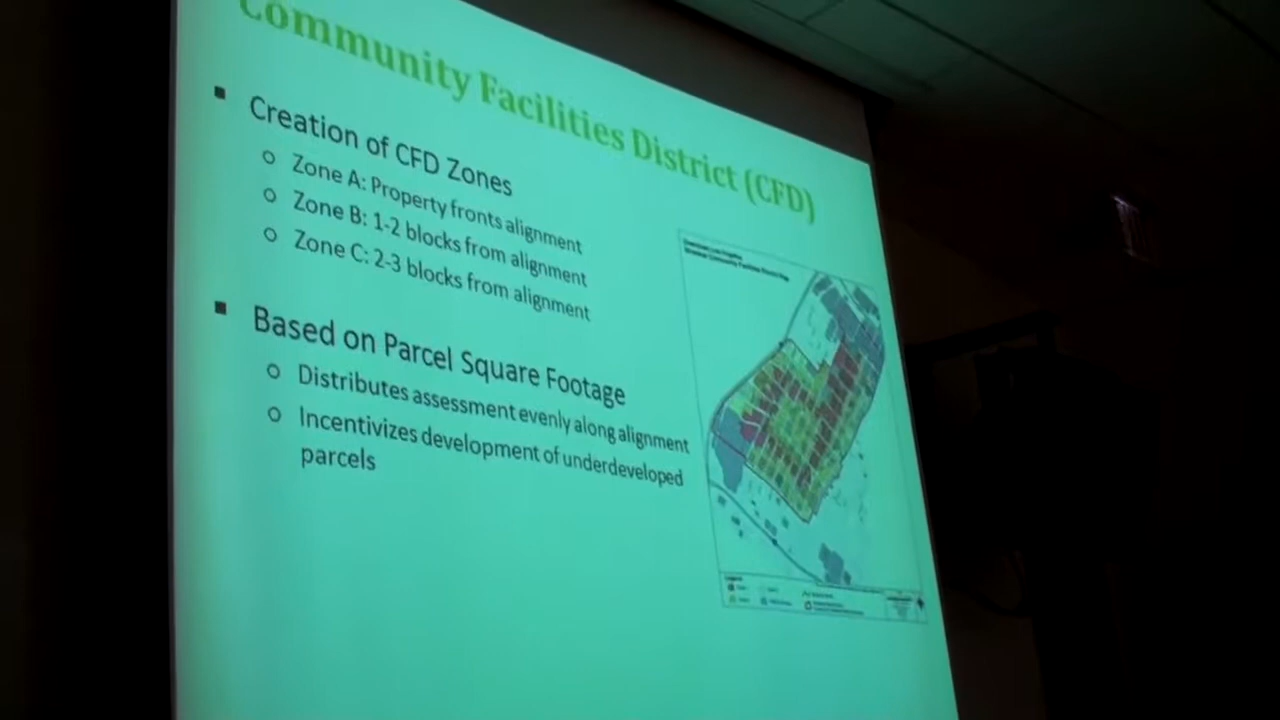 Community Facilities District (CFD)
▪ Creation of CFD Zones
o Zone A: Property fronts alignment
o Zone B: 1-2 blocks from alignment
o Zone C: 2-3 blocks from alignment
▪ Based on Parcel Square Footage
o Distributes assessment evenly along alignment
o Incentivizes development of underdeveloped
parcels